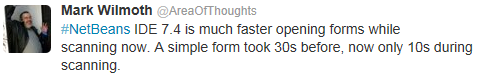 Mark Wilmoth @AreaOfThoughts
#NetBeans IDE 7.4 is much faster opening forms while
scanning now. A simple form took 30s before, now only 10s during
scanning.